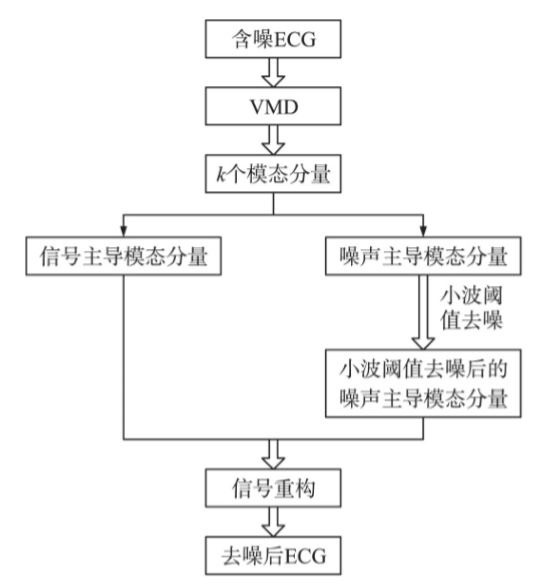 含噪ECG
VMD
k个模态分量
信号主导模态分量
噪声主导模态分量
小波阈
值去噪
小波阈值去噪后的
噪声主导模态分量
信号重构
去噪后ECG